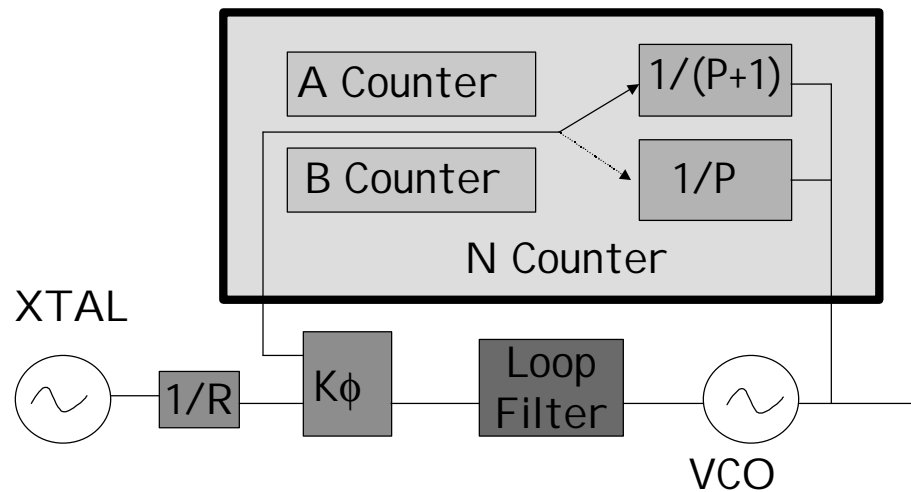 A Counter
1/(P+1)
B Counter
1/P
N Counter
XTAL
1/R
Kϕ
Loop
Filter
VCO